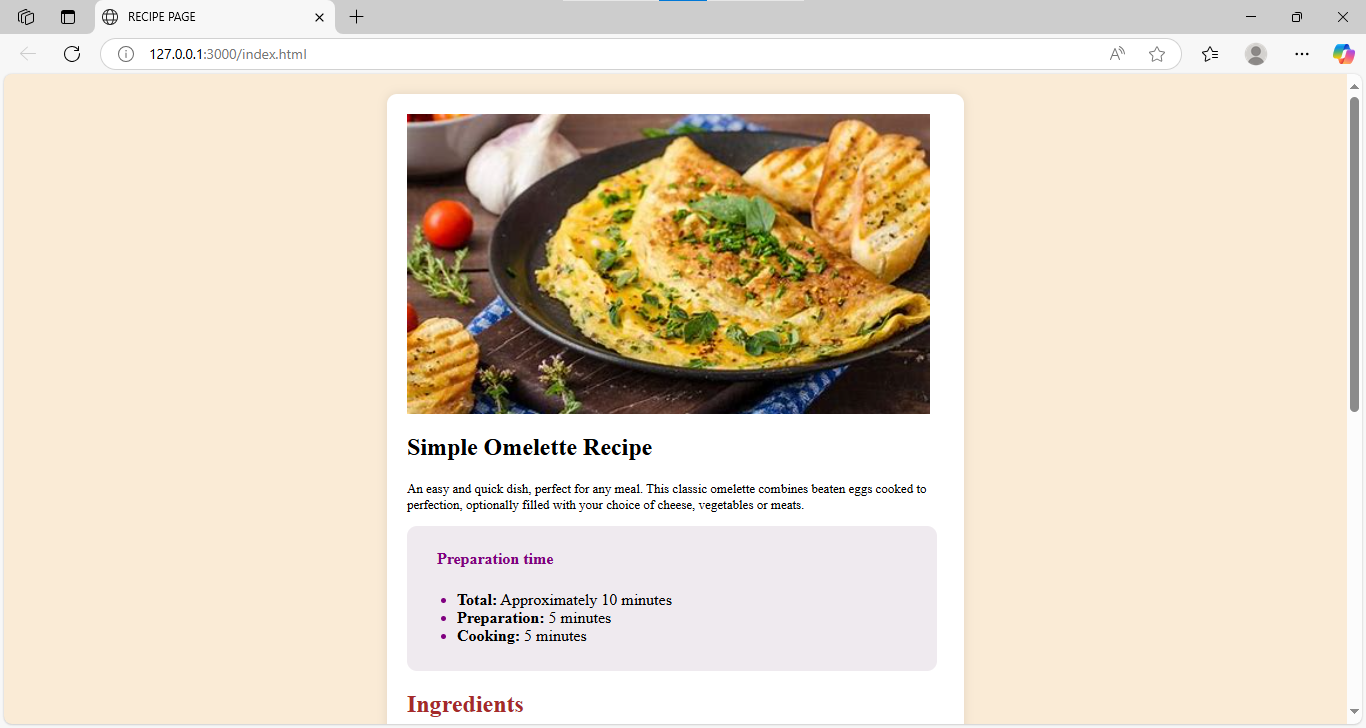 RECIPE PAGE
127.0.0.1:3000/index.html
Simple Omelette Recipe
An easy and quick dish, perfect for any meal. This classic omelette combines beaten eggs cooked to
perfection, optionally filled with your choice of cheese, vegetables or meats.
Preparation time
Total: Approximately 10 minutes
Preparation: 5 minutes
Cooking: 5 minutes
Ingredients